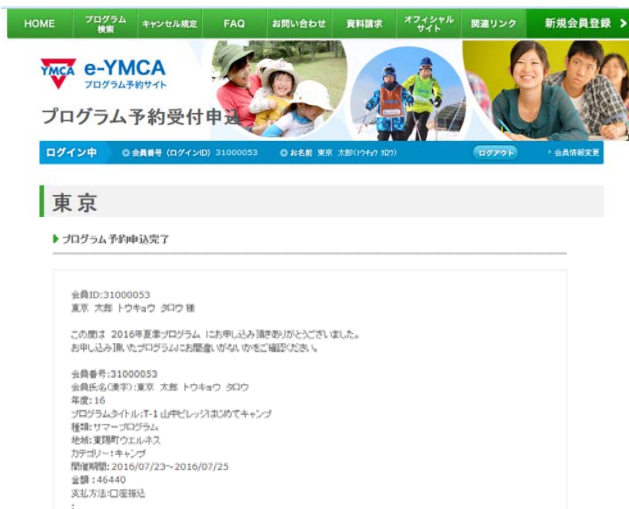 HOME プログラム検索 キャンセル規定 FAQ お問い合わせ 資料請求 オフィシャルサイト 関連リンク 新規会員登録
YMCA e-YMCA
プログラム予約サイト
プログラム予約受付申込
ログイン中 会員番号（ログインID）31000053 お名前 東京 太郎(トウキョウ タロウ) ログアウト 会員情報変更
東京
プログラム予約申込完了
会員ID:31000053
東京 太郎 トウキョウ タロウ 様
この度は 2016年夏季プログラム にお申し込み頂きありがとうございました。
お申し込み頂いたプログラムにお間違いがないかをご確認ください。
会員番号:31000053
会員氏名(漢字):東京 太郎 トウキョウ タロウ
年度:16
プログラムタイトル:T-1 山中ビレッジはじめてキャンプ
種類:サマープログラム
地域:東陽町ウエルネス
カテゴリー:キャンプ
開催期間:2016/07/23～2016/07/25
金額:46440
支払方法:口座振込
: